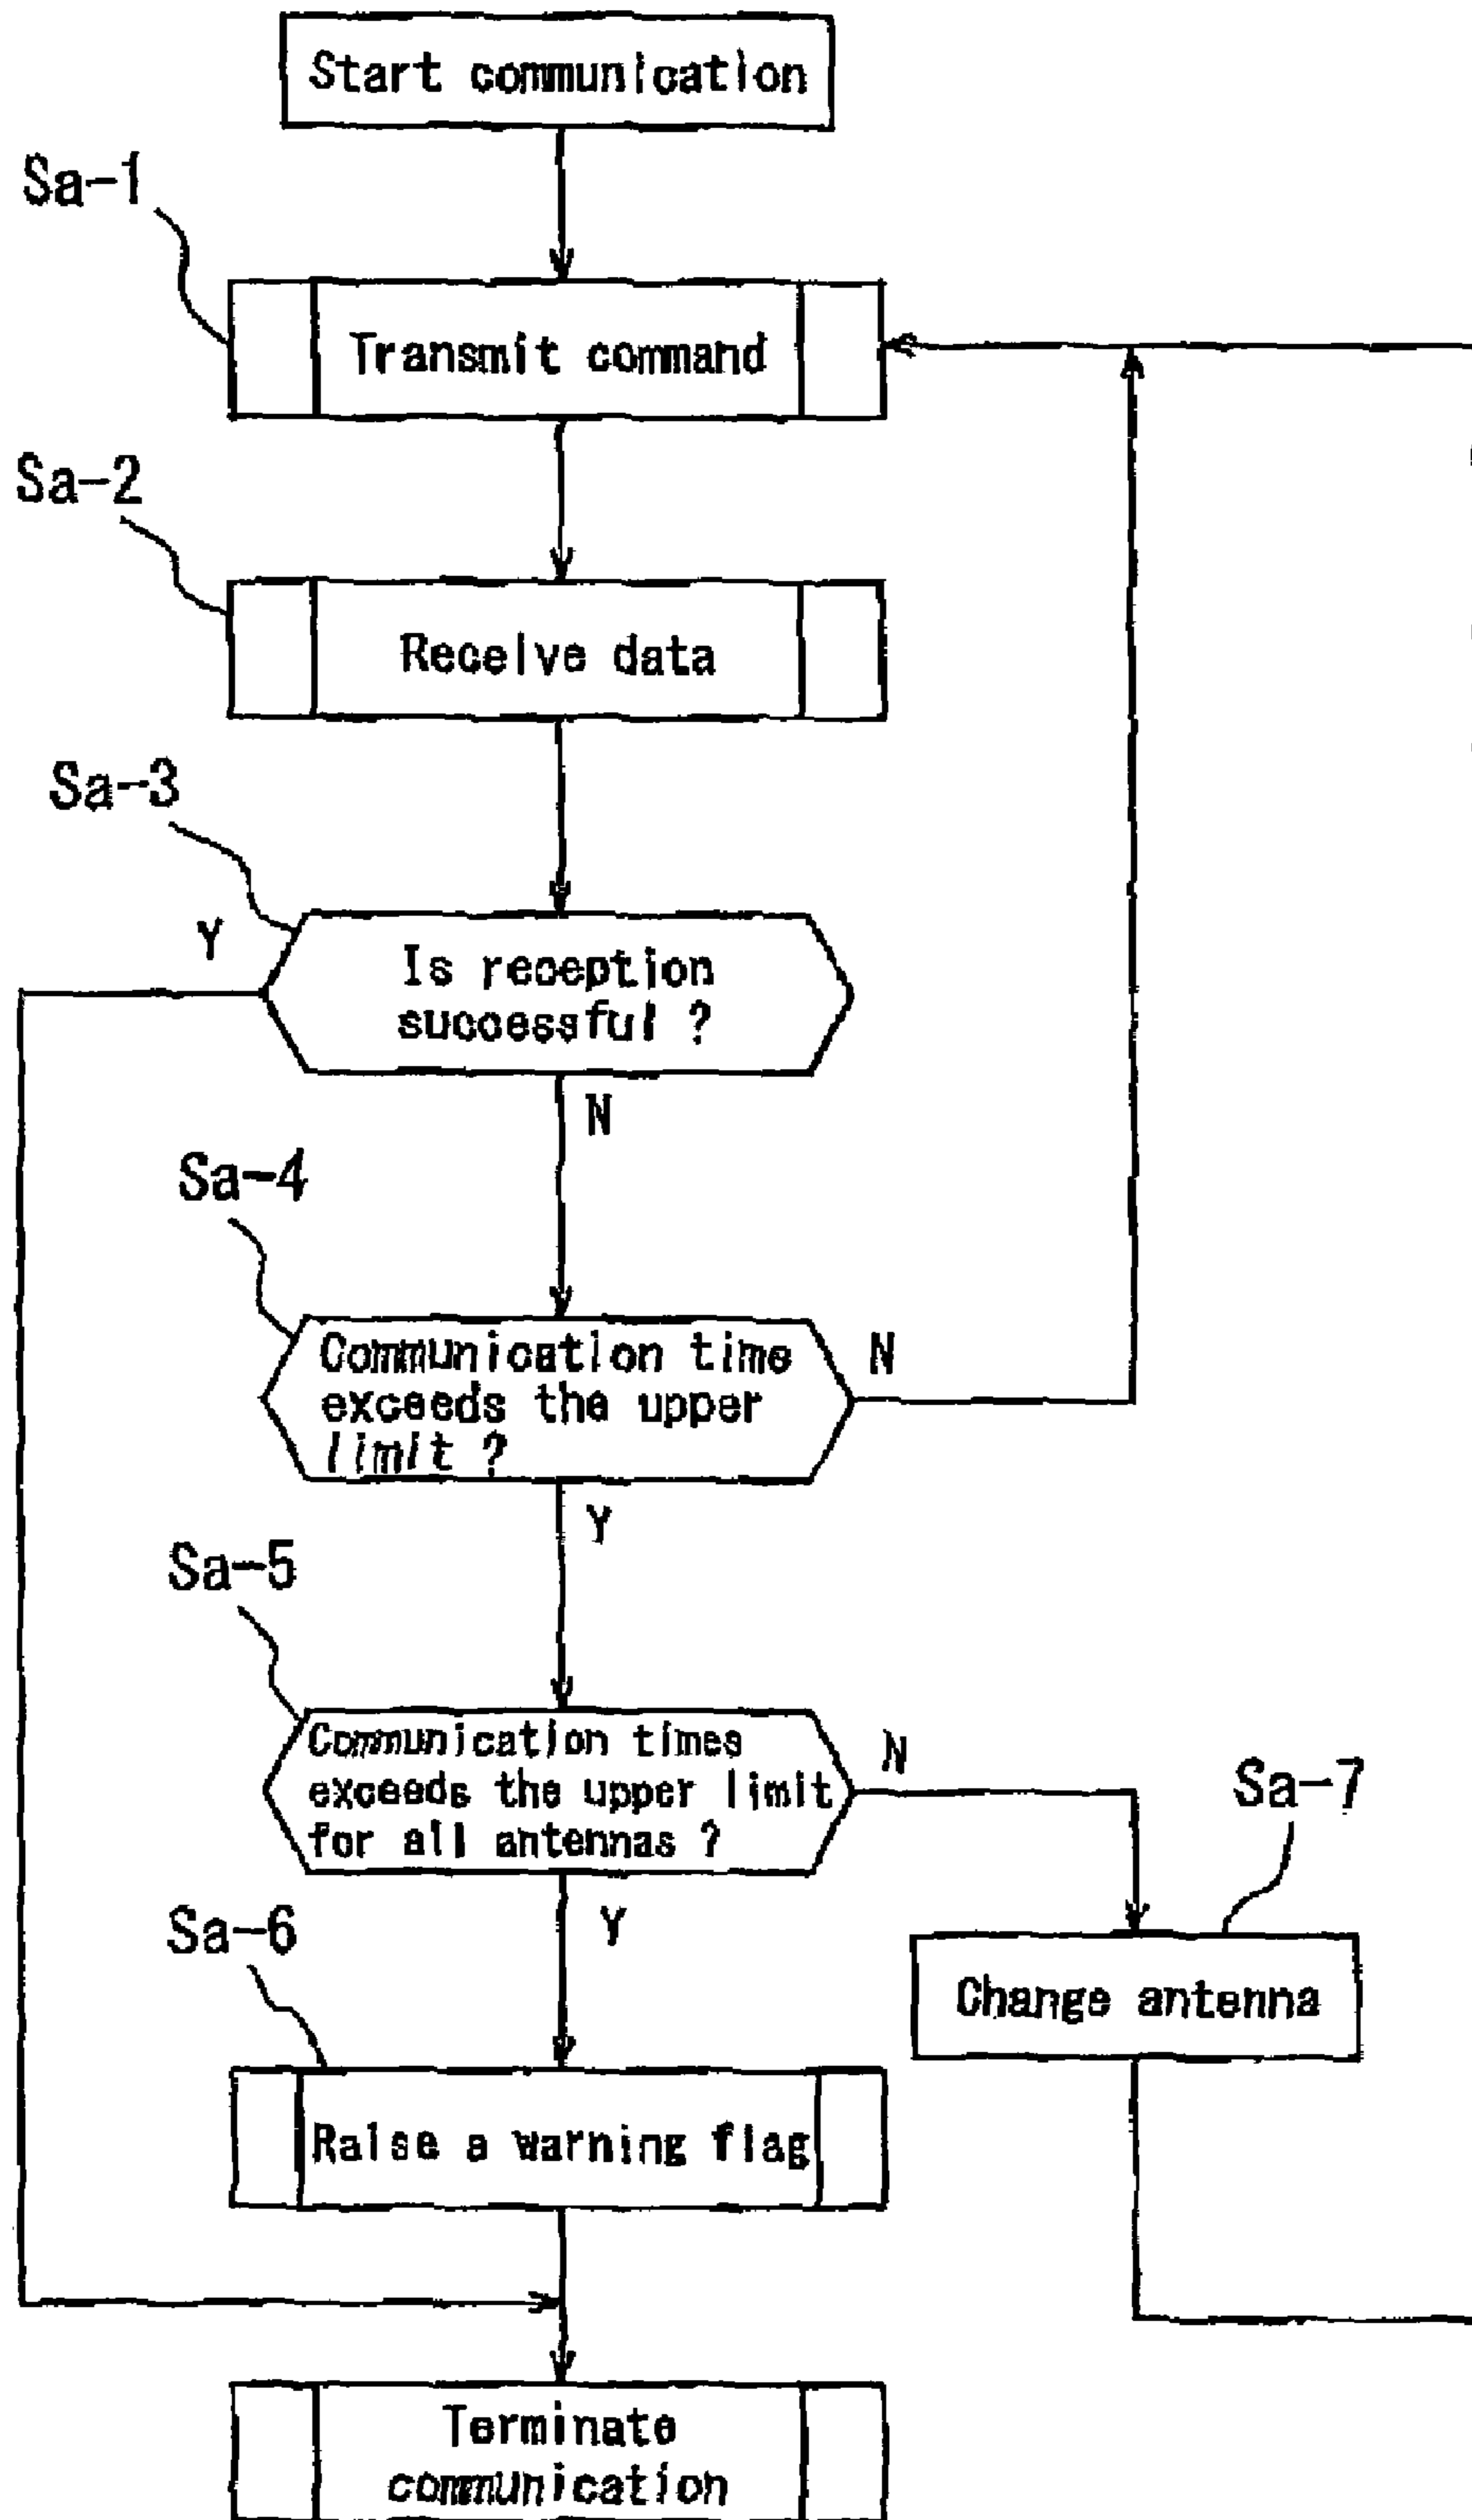 Start communication
Sa-1
Transmit command
Sa-2
Receive data
Sa-3
Y
Is reception
successful ?
N
Sa-4
Communication time
exceeds the upper
limit ?
N
Y
Sa-5
Communication times
exceeds the upper limit
for all antennas ?
N
Sa-7
Y
Sa-6
Change antenna
Raise a warning flag
Terminate
communication